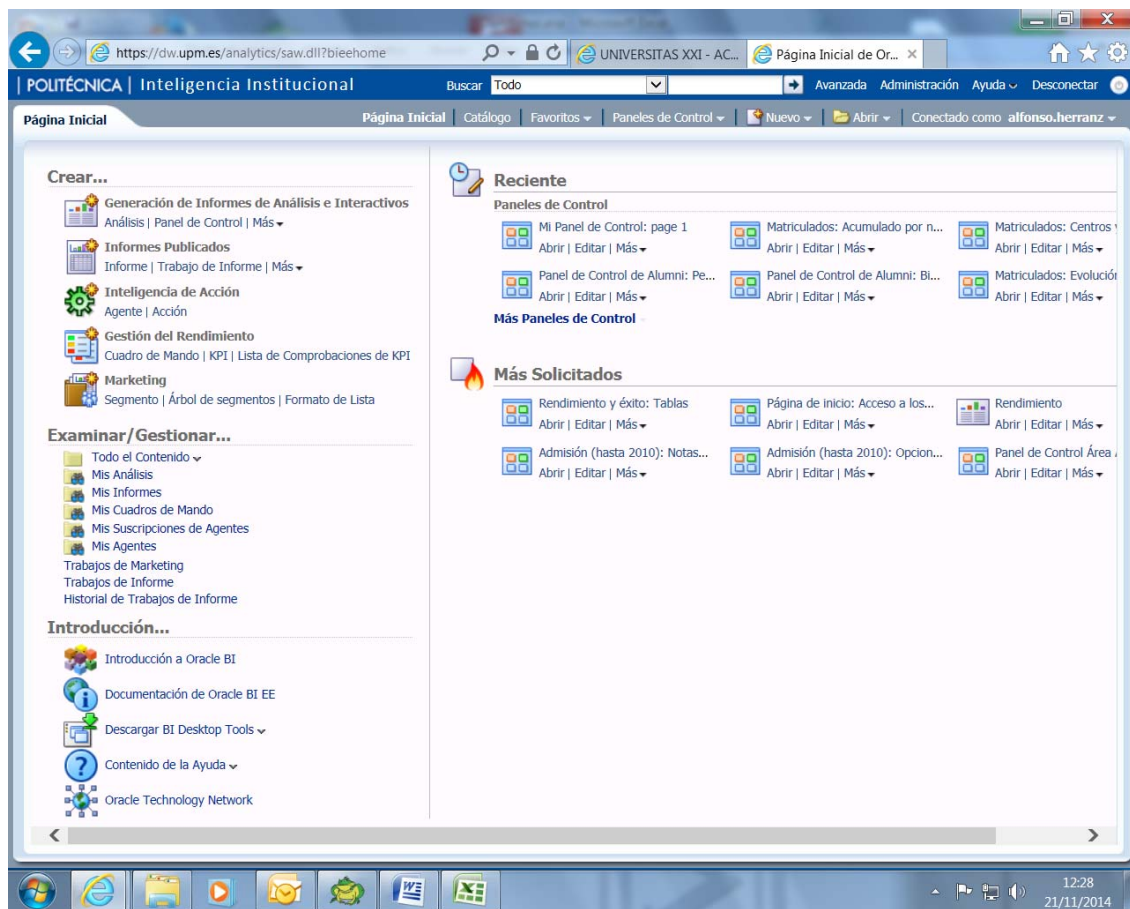 https://dw.upm.es/analytics/saw.dll?bieehome
UNIVERSITAS XXI - AC...
Página Inicial de Or...
| POLITÉCNICA | Inteligencia Institucional
Buscar Todo
Avanzada Administración Ayuda Desconectar
Página Inicial
Página Inicial | Catálogo | Favoritos | Paneles de Control | Nuevo | Abrir | Conectado como alfonso.herranz
Crear...
Generación de Informes de Análisis e Interactivos
Análisis | Panel de Control | Más
Informes Publicados
Informe | Trabajo de Informe | Más
Inteligencia de Acción
Agente | Acción
Gestión del Rendimiento
Cuadro de Mando | KPI | Lista de Comprobaciones de KPI
Marketing
Segmento | Árbol de segmentos | Formato de Lista
Examinar/Gestionar...
Todo el Contenido
Mis Análisis
Mis Informes
Mis Cuadros de Mando
Mis Suscripciones de Agentes
Mis Agentes
Trabajos de Marketing
Trabajos de Informe
Historial de Trabajos de Informe
Introducción...
Introducción a Oracle BI
Documentación de Oracle BI EE
Descargar BI Desktop Tools
Contenido de la Ayuda
Oracle Technology Network
Reciente
Paneles de Control
Mi Panel de Control: page 1
Abrir | Editar | Más
Matriculados: Acumulado por n...
Abrir | Editar | Más
Matriculados: Centros
Abrir | Editar | Más
Panel de Control de Alumni: Pe...
Abrir | Editar | Más
Panel de Control de Alumni: Bi...
Abrir | Editar | Más
Matriculados: Evolución
Abrir | Editar | Más
Más Paneles de Control
Más Solicitados
Rendimiento y éxito: Tablas
Abrir | Editar | Más
Página de inicio: Acceso a los...
Abrir | Editar | Más
Rendimiento
Abrir | Editar | Más
Admisión (hasta 2010): Notas...
Abrir | Editar | Más
Admisión (hasta 2010): Opcion...
Abrir | Editar | Más
Panel de Control Área
Abrir | Editar | Más
12:28
21/11/2014